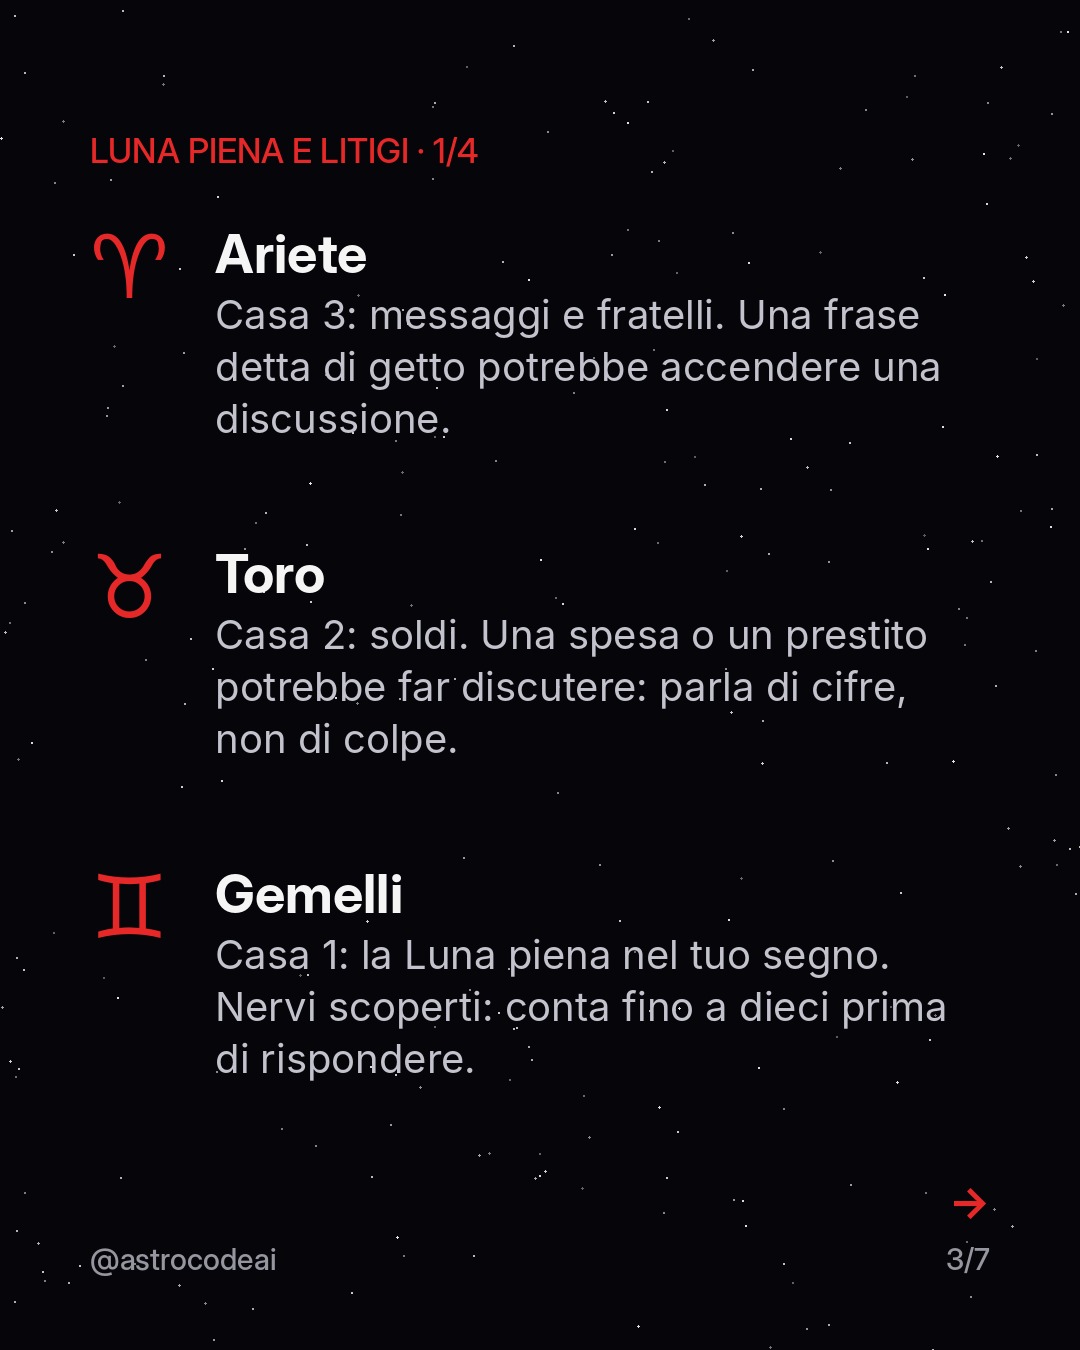 LUNA PIENA E LITIGI · 1/4
♈ Ariete
Casa 3: messaggi e fratelli. Una frase
detta di getto potrebbe accendere una
discussione.
♉ Toro
Casa 2: soldi. Una spesa o un prestito
potrebbe far discutere: parla di cifre,
non di colpe.
♊ Gemelli
Casa 1: la Luna piena nel tuo segno.
Nervi scoperti: conta fino a dieci prima
di rispondere.
→
@astrocodeai
3/7